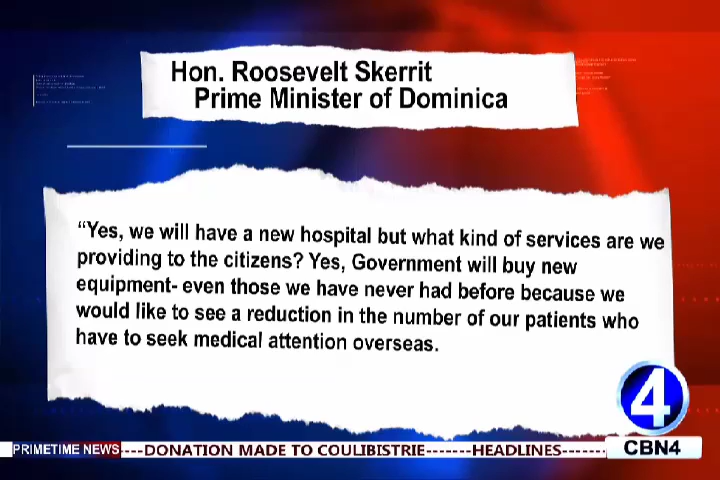 Hon. Roosevelt Skerrit
Prime Minister of Dominica
“Yes, we will have a new hospital but what kind of services are we
providing to the citizens? Yes, Government will buy new
equipment- even those we have never had before because we
would like to see a reduction in the number of our patients who
have to seek medical attention overseas.
4
CBN4
PRIMETIME NEWS----DONATION MADE TO COULIBISTRIE-------HEADLINES-------